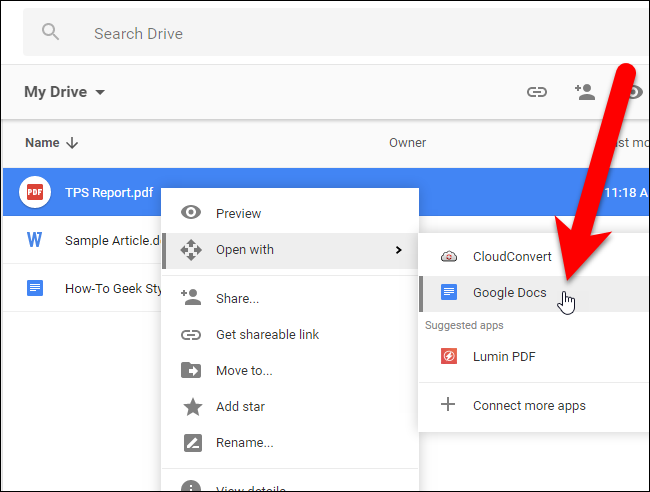 Search Drive
My Drive
Name
Owner
PDF
TPS Report.pdf
11:18 A
W
Sample Article.d
How-To Geek Sty
Preview
Open with
Share...
Get shareable link
Move to...
Add star
Rename...
View details
CloudConvert
Google Docs
Suggested apps
Lumin PDF
Connect more apps